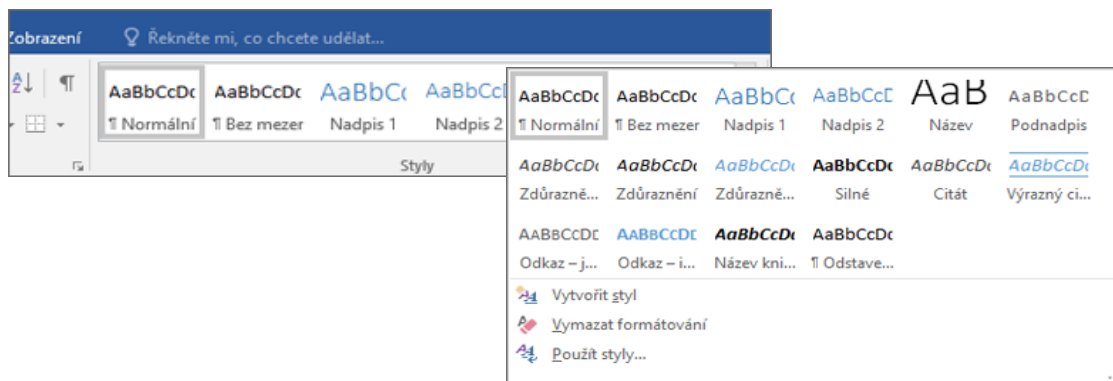 Zobrazení Řekněte mi, co chcete udělat...
AaBbCcDc AaBbCcDc AaBbC
¶ Normální ¶ Bez mezer Nadpis 1 Nadpis 2
Styly
AaBbCcDc AaBbCcDc AaBbC AaBbCcD AaB AaBbCcD
¶ Normální ¶ Bez mezer Nadpis 1 Nadpis 2 Název Podnadpis
AaBbCcDc AaBbCcDc AaBbCcDc AaBbCcDc AaBbCcDc AaBbCcDc
Zdůrazně... Zdůraznění Zdůrazně... Silné Citát Výrazný ci...
AaBbCcDd AaBbCcDd AaBbCcDc AaBbCcDc
Odkaz – j... Odkaz – i... Název kni... ¶ Odstave...
Vytvořit styl
Vymazat formátování
Použít styly...